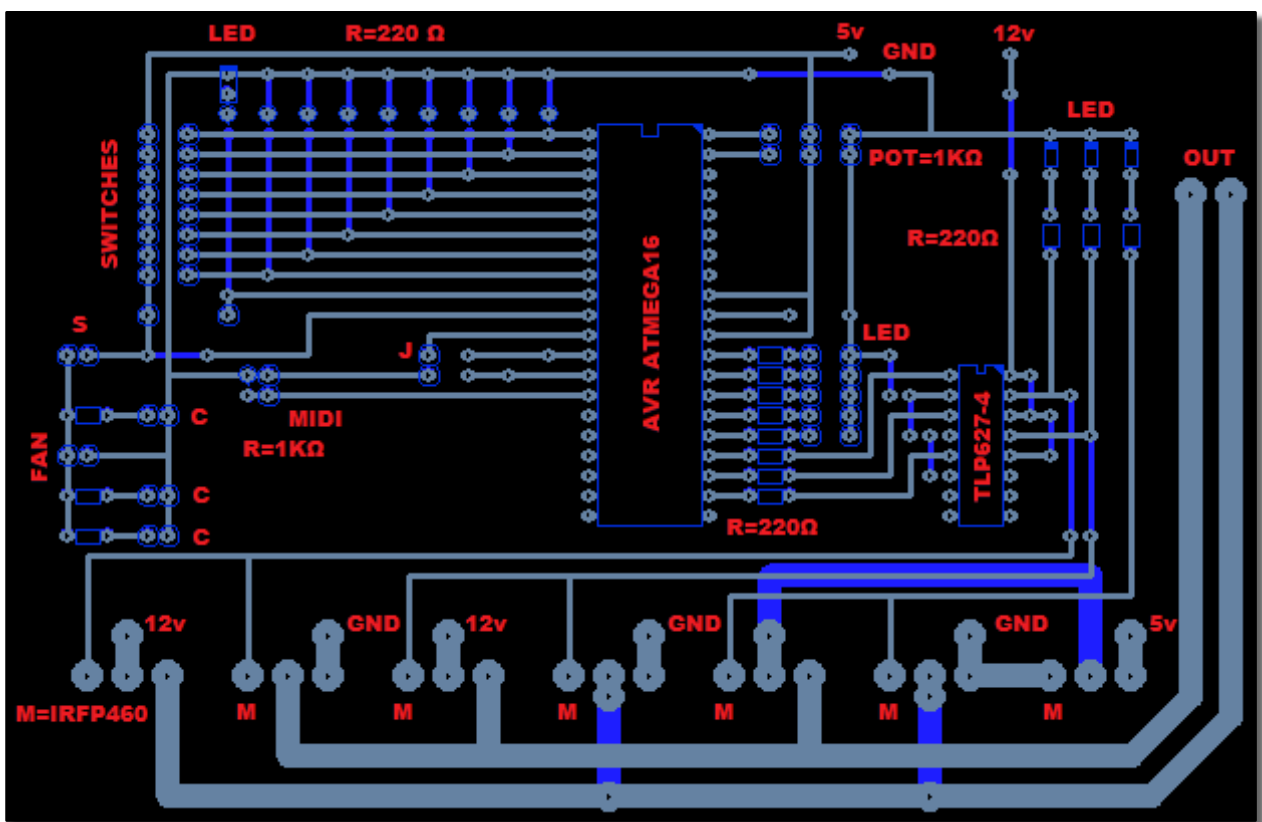 LED
R=220 Ω
5v
12v
GND
LED
SWITCHES
POT=1KΩ
OUT
R=220Ω
AVR ATMEGA16
S
LED
J
MIDI
C
R=1KΩ
FAN
C
TLP627-4
R=220Ω
C
12v
GND
12v
GND
GND
5v
M=IRFP460
M
M
M
M
M
M